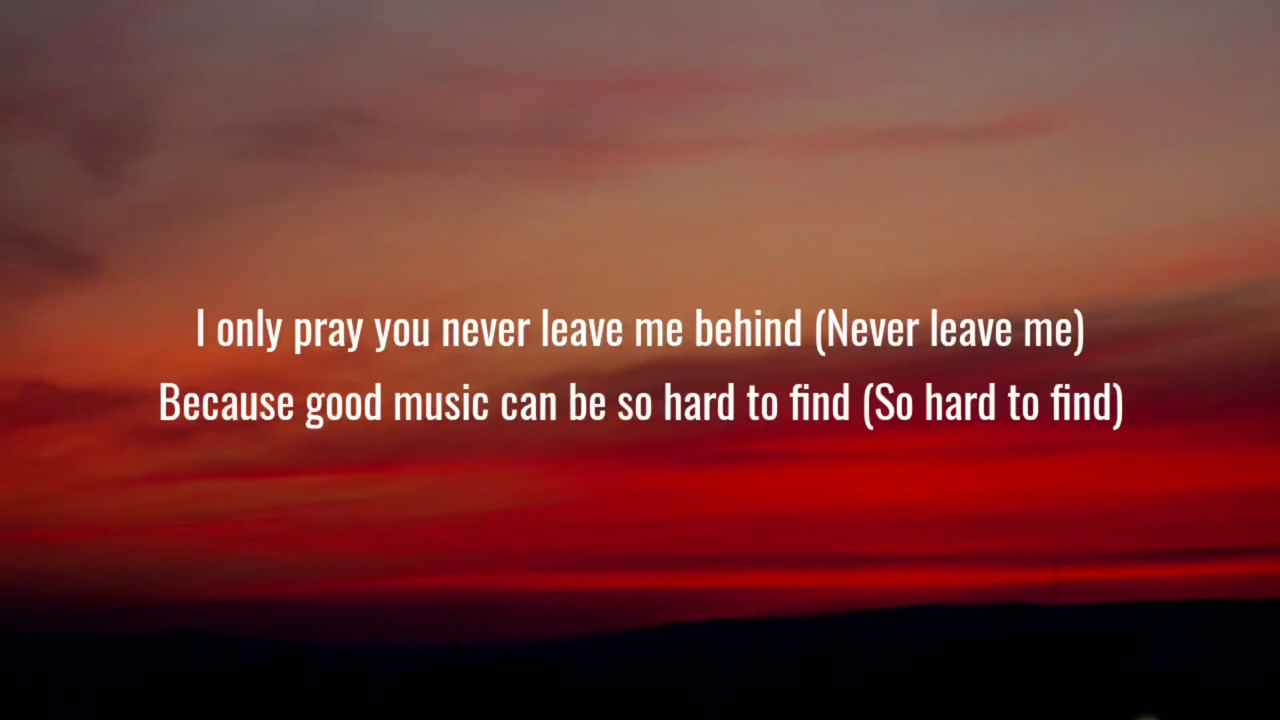 I only pray you never leave me behind (Never leave me)
Because good music can be so hard to find (So hard to find)